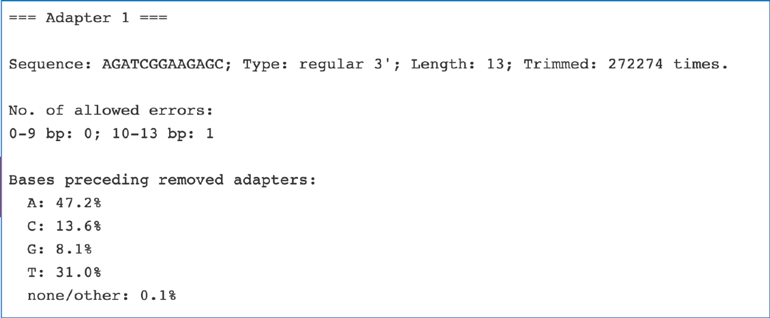 === Adapter 1 ===
Sequence: AGATCGGAAGAGC; Type: regular 3'; Length: 13; Trimmed: 272274 times.
No. of allowed errors:
0-9 bp: 0; 10-13 bp: 1
Bases preceding removed adapters:
A: 47.2%
C: 13.6%
G: 8.1%
T: 31.0%
none/other: 0.1%